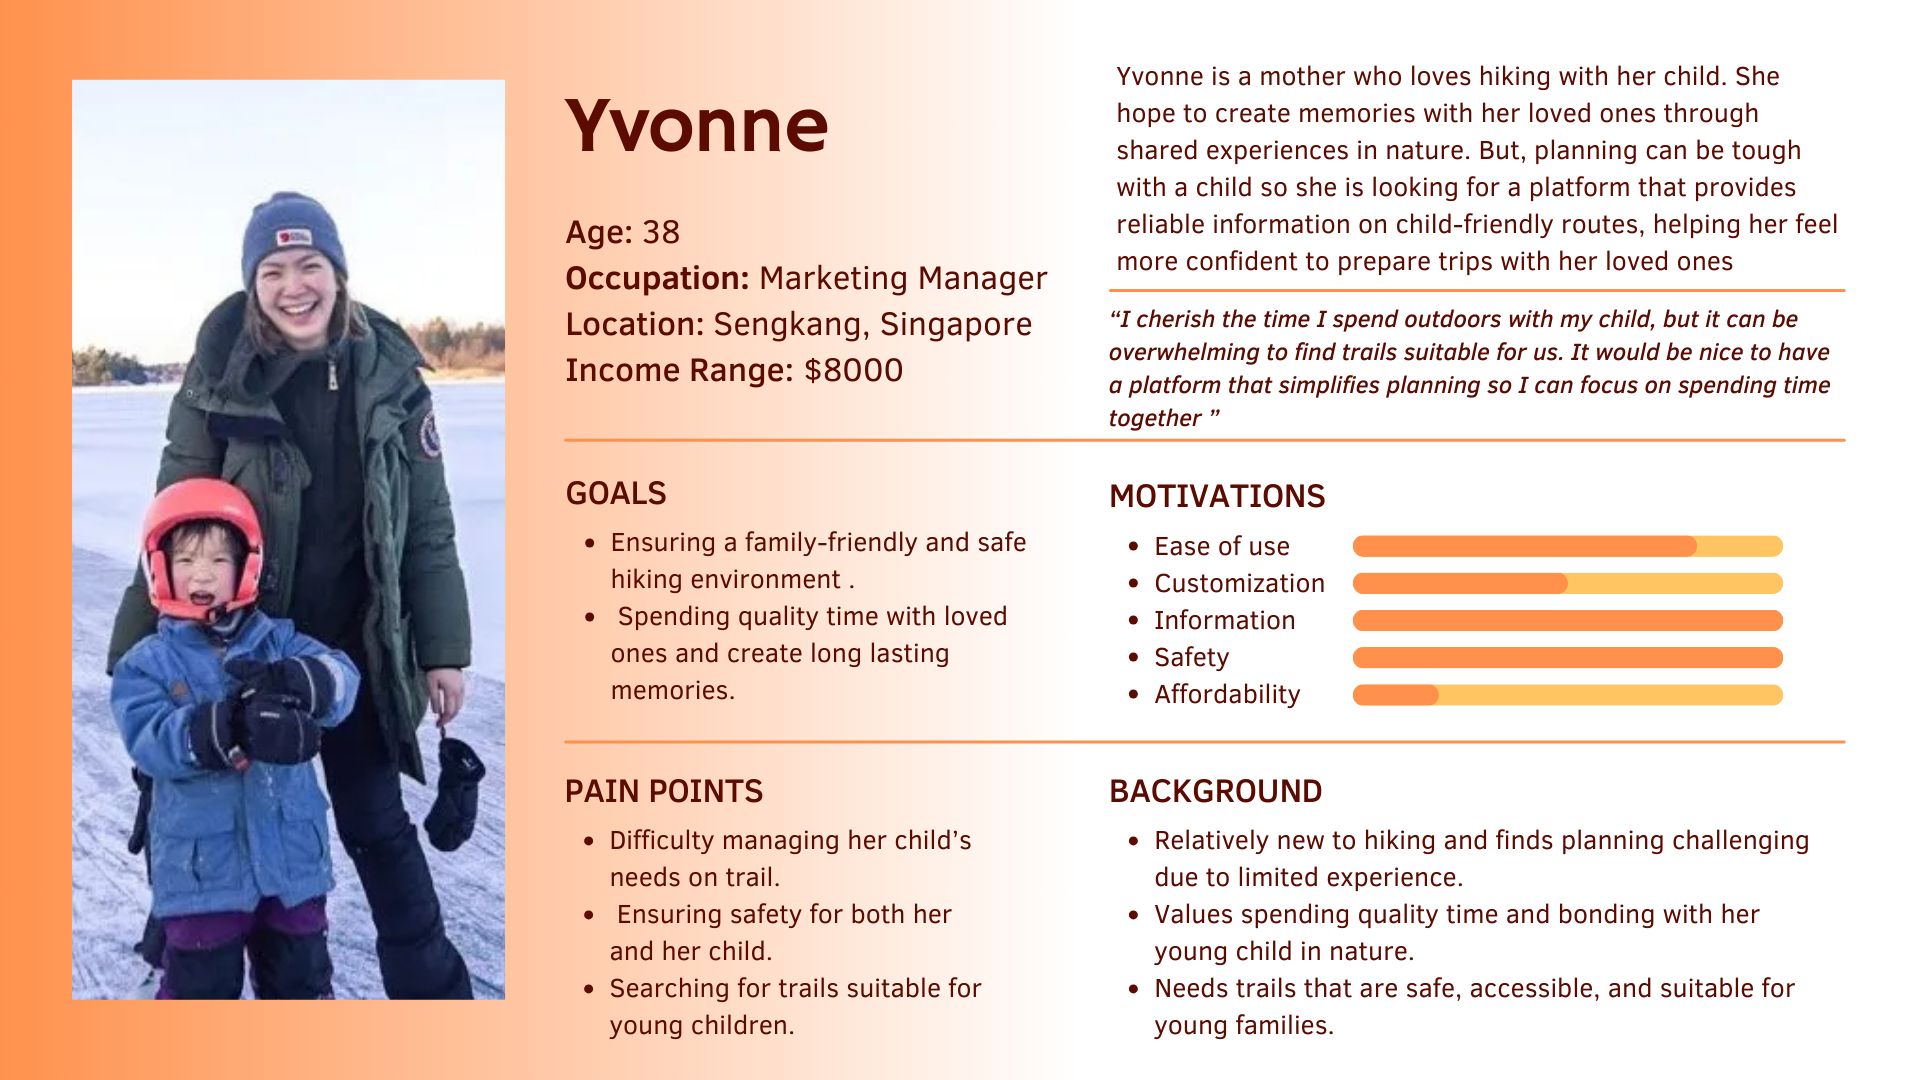 Yvonne
Age: 38
Occupation: Marketing Manager
Location: Sengkang, Singapore
Income Range: $8000
Yvonne is a mother who loves hiking with her child. She
hope to create memories with her loved ones through
shared experiences in nature. But, planning can be tough
with a child so she is looking for a platform that provides
reliable information on child-friendly routes, helping her feel
more confident to prepare trips with her loved ones
“I cherish the time I spend outdoors with my child, but it can be
overwhelming to find trails suitable for us. It would be nice to have
a platform that simplifies planning so I can focus on spending time
together ”
GOALS
• Ensuring a family-friendly and safe
hiking environment .
• Spending quality time with loved
ones and create long lasting
memories.
MOTIVATIONS
• Ease of use
• Customization
• Information
• Safety
• Affordability
PAIN POINTS
• Difficulty managing her child’s
needs on trail.
• Ensuring safety for both her
and her child.
• Searching for trails suitable for
young children.
BACKGROUND
• Relatively new to hiking and finds planning challenging
due to limited experience.
• Values spending quality time and bonding with her
young child in nature.
• Needs trails that are safe, accessible, and suitable for
young families.